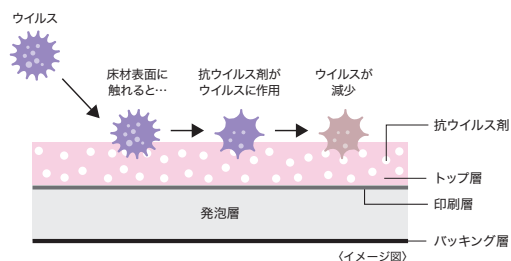 ウイルス
床材表面に
触れると…
抗ウイルス剤が
ウイルスに作用
ウイルスが
減少
抗ウイルス剤
トップ層
印刷層
発泡層
バッキング層
〈イメージ図〉